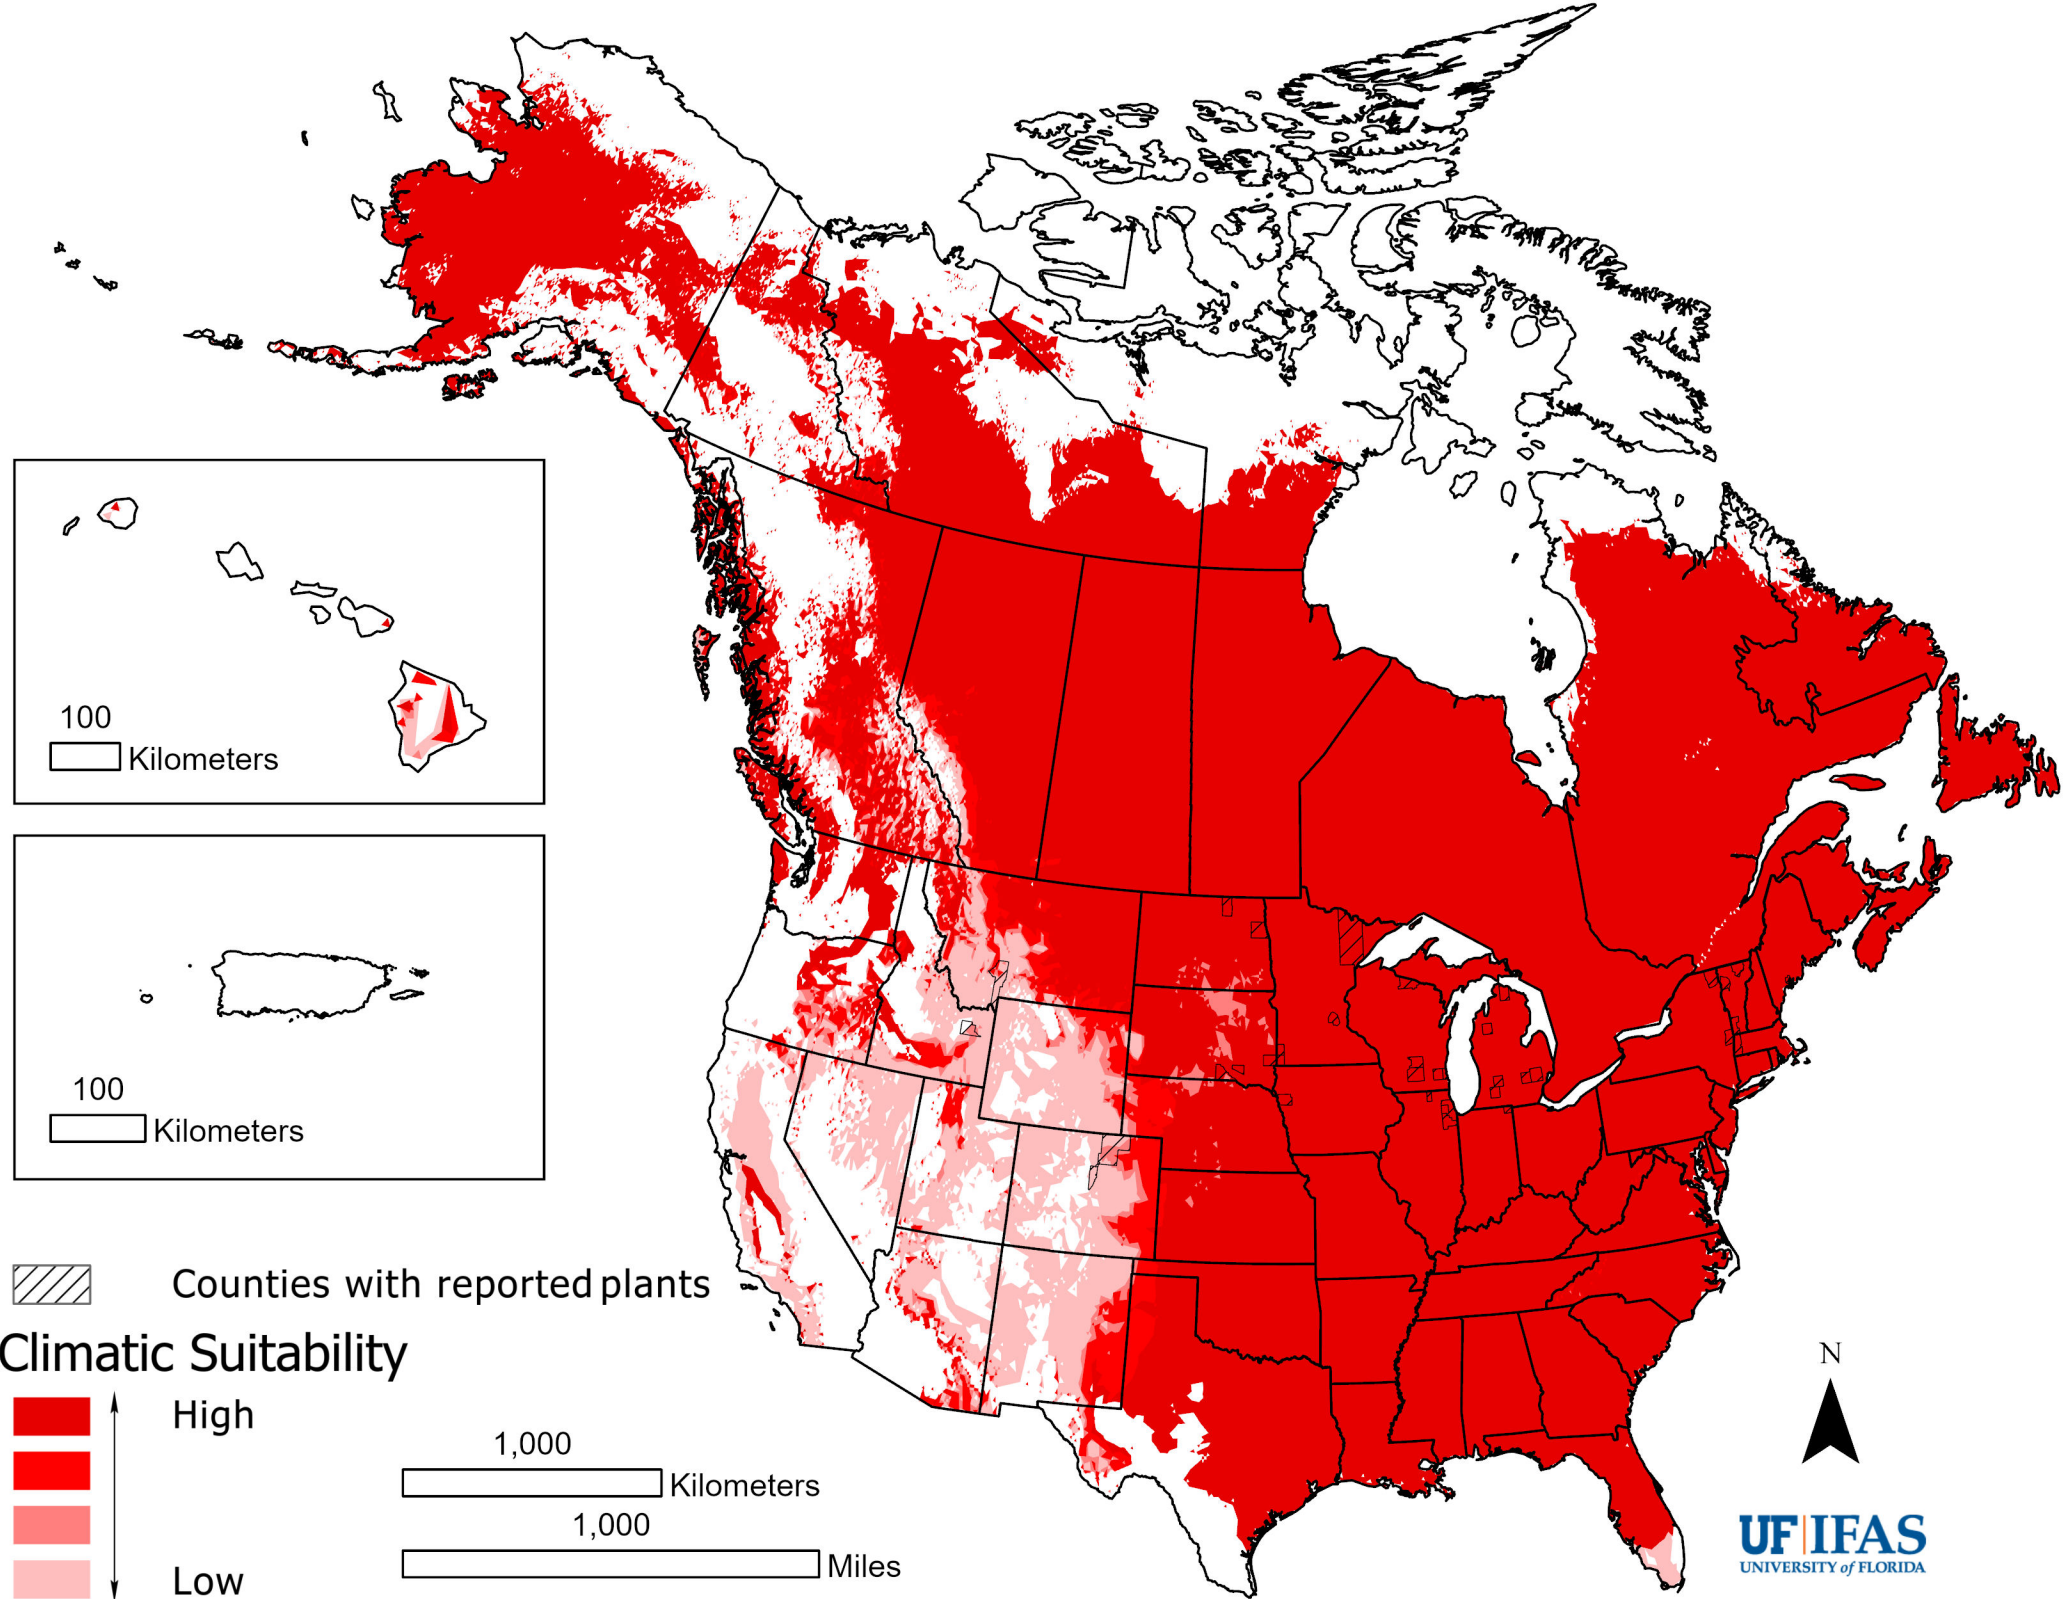 100
Kilometers
100
Kilometers
Counties with reported plants
Climatic Suitability
High
Low
1,000
Kilometers
1,000
Miles
N
UF|IFAS
UNIVERSITY of FLORIDA